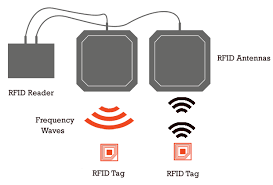 RFID Antennas
RFID Reader
Frequency
Waves
RFID Tag
RFID Tag